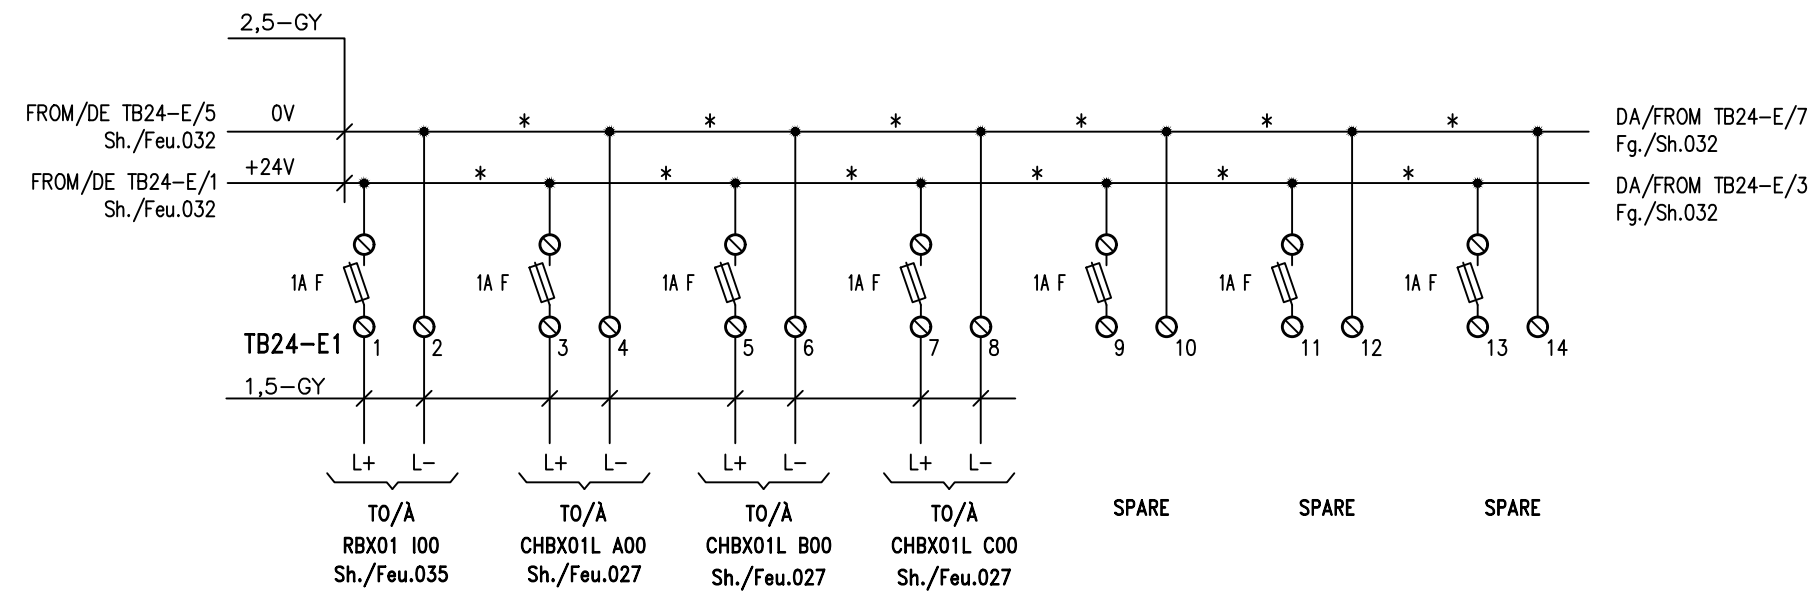 2,5-GY
FROM/DE TB24-E/5
Sh./Feu.032
0V
* * * * * *
DA/FROM TB24-E/7
Fg./Sh.032
FROM/DE TB24-E/1
Sh./Feu.032
+24V
* * * * * *
DA/FROM TB24-E/3
Fg./Sh.032
1A F 1A F 1A F 1A F 1A F 1A F 1A F
TB24-E1 1 2 3 4 5 6 7 8 9 10 11 12 13 14
1,5-GY
L+ L- L+ L- L+ L- L+ L-
TO/À
RBX01 I00
Sh./Feu.035
TO/À
CHBX01L A00
Sh./Feu.027
TO/À
CHBX01L B00
Sh./Feu.027
TO/À
CHBX01L C00
Sh./Feu.027
SPARE
SPARE
SPARE